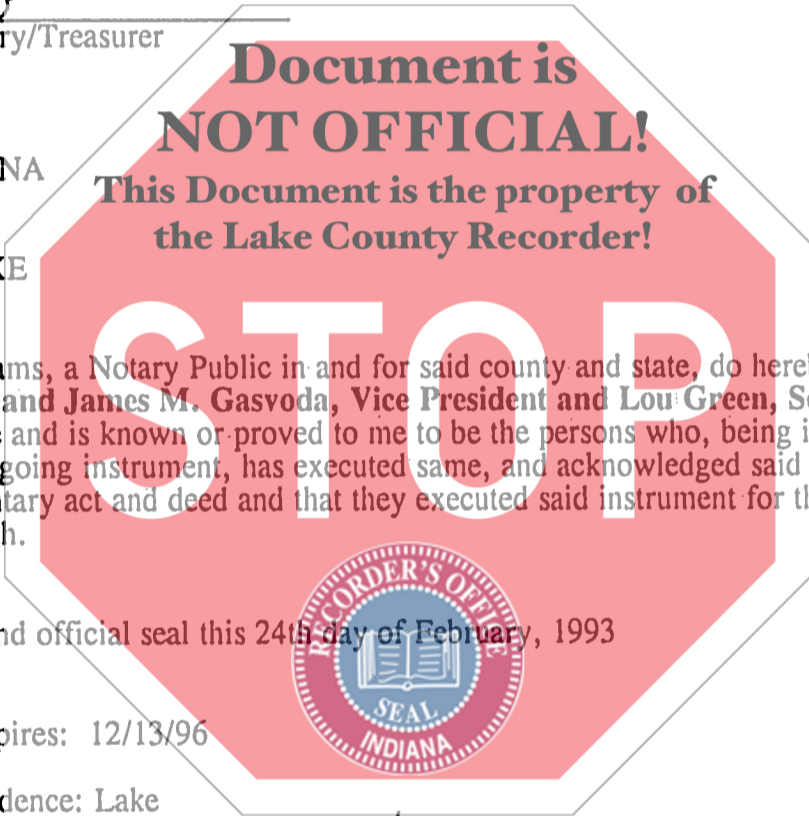 ry/Treasurer
Document is
NOT OFFICIAL!
NA
This Document is the property of
the Lake County Recorder!
KE
STOP
ums, a Notary Public in and for said county and state, do here
and James M. Gasvoda, Vice President and Lou Green, Se
and is known or proved to me to be the persons who, being i
going instrument, has executed same, and acknowledged said
tary act and deed and that they executed said instrument for th
h.
nd official seal this 24th day of February, 1993
RECORDER'S OFFICE
SEAL
INDIANA
pires: 12/13/96
dence: Lake